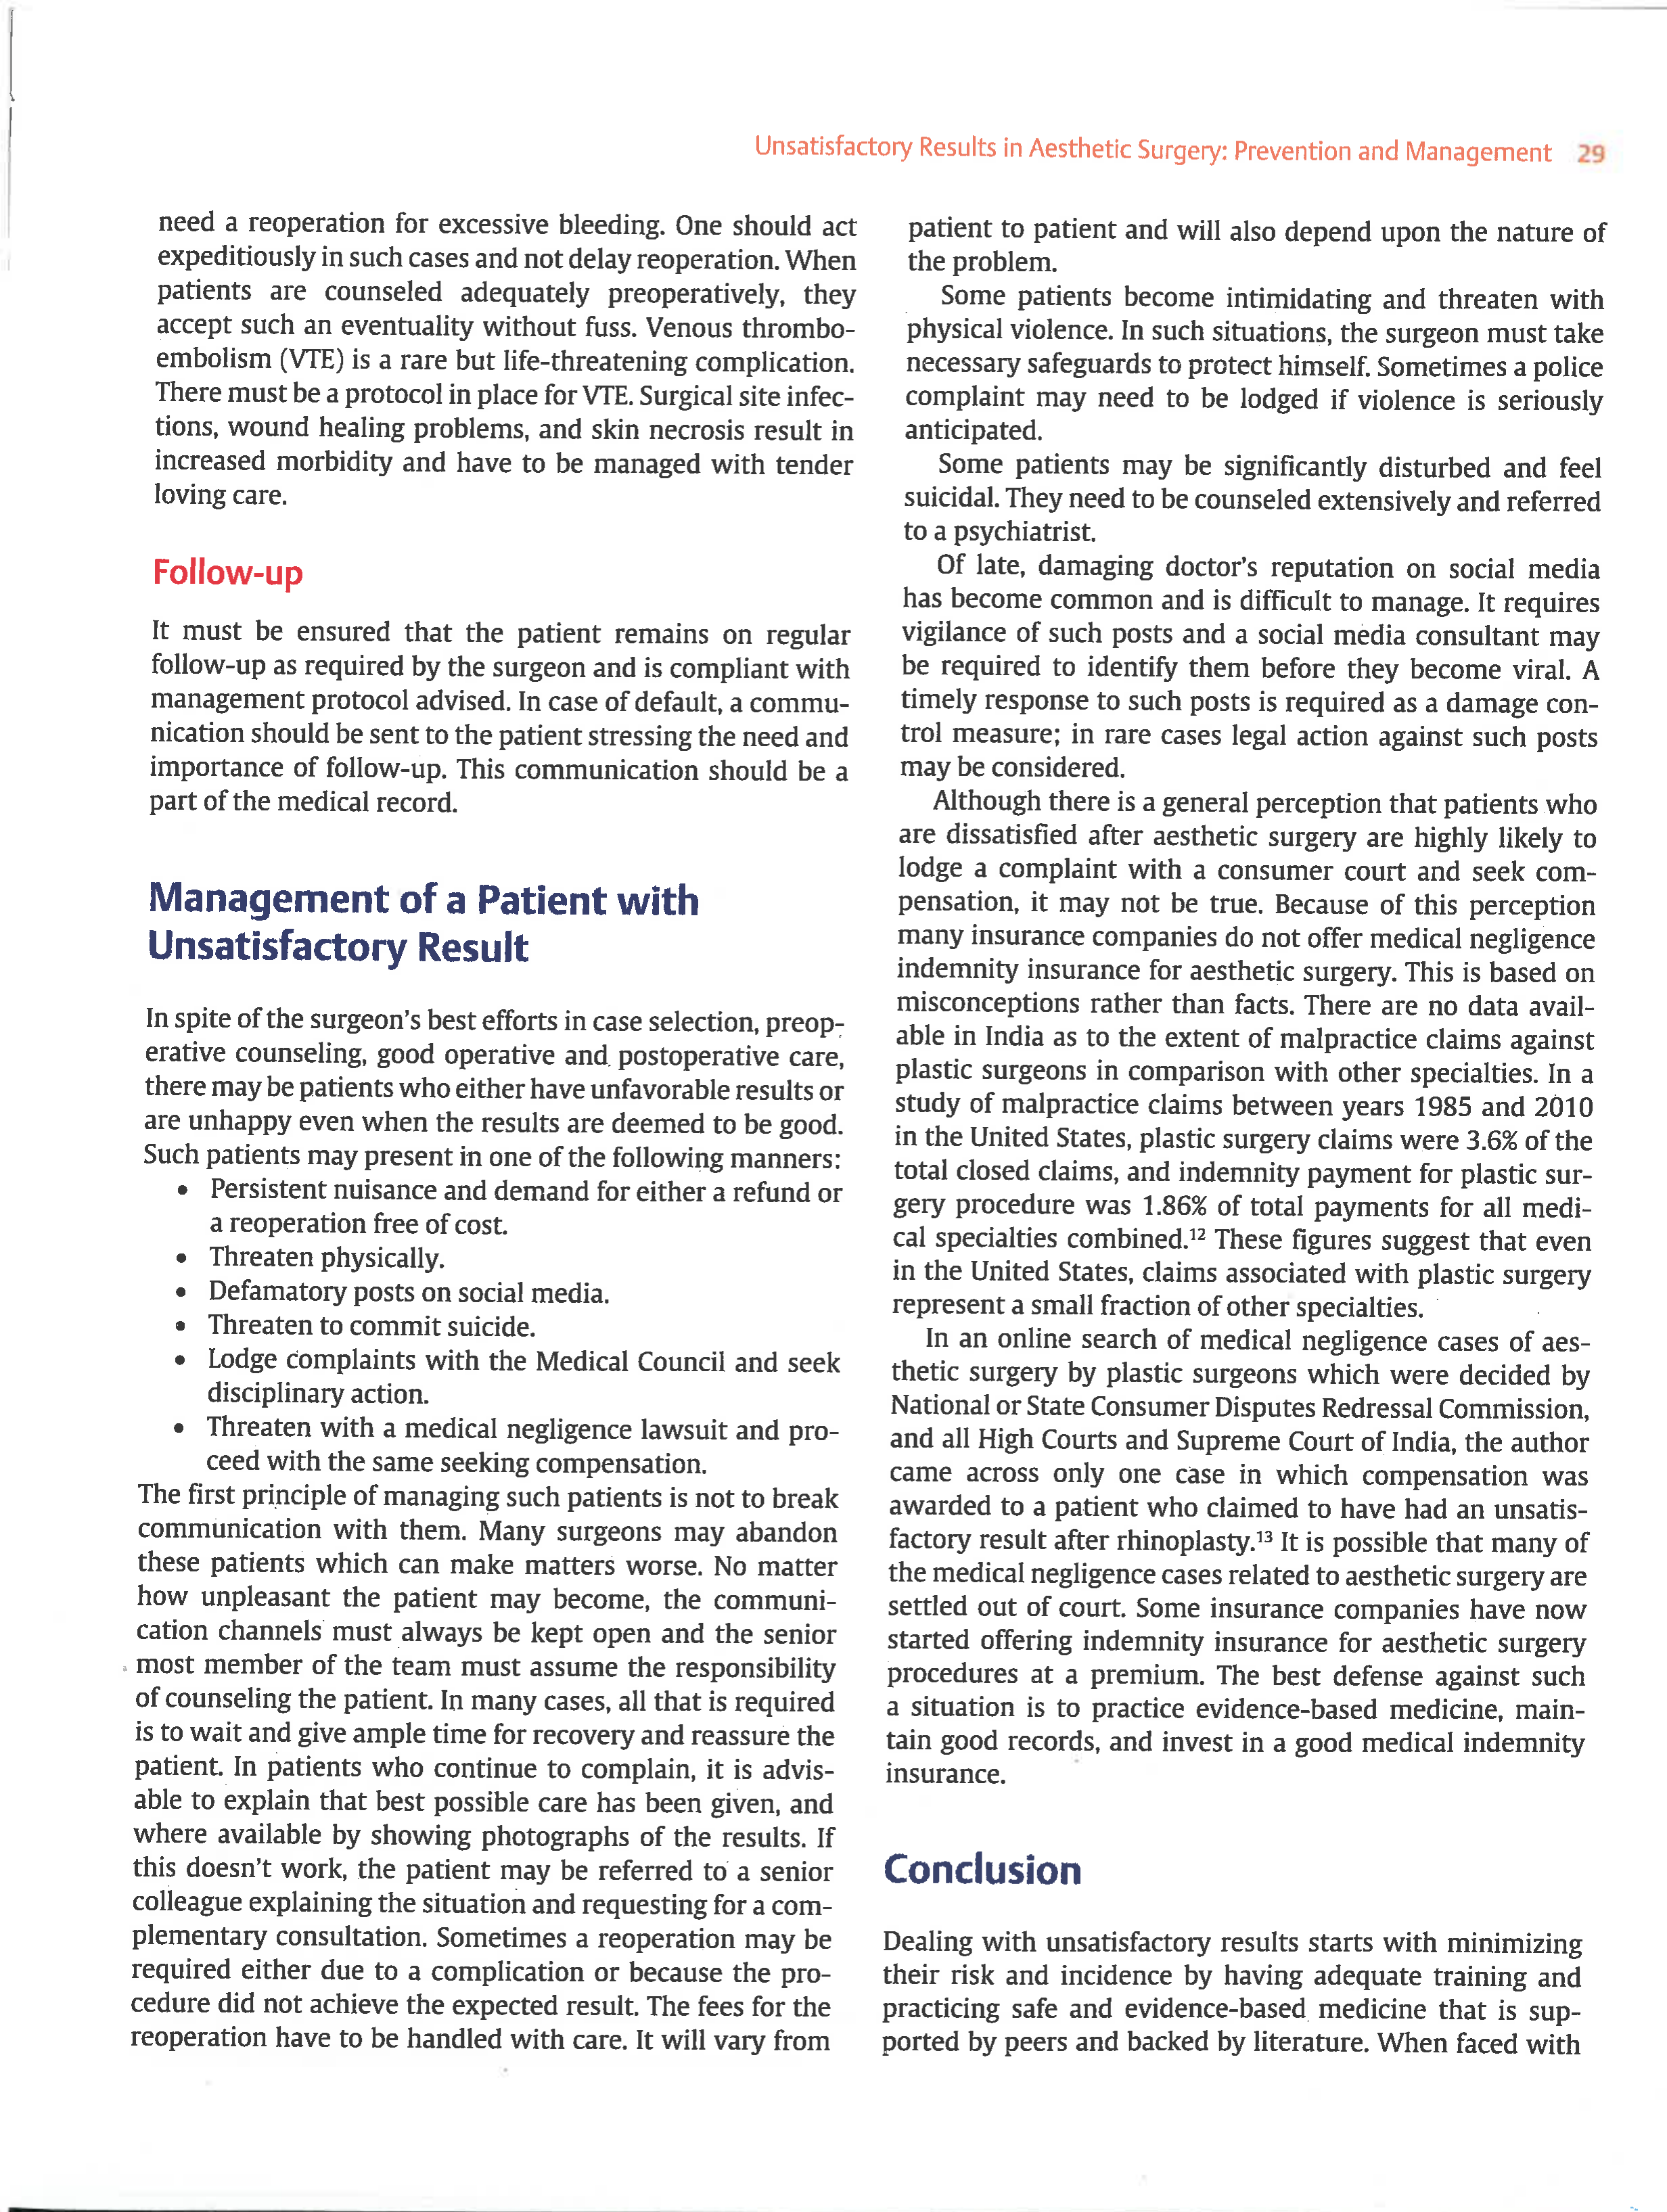 Unsatisfactory Results in Aesthetic Surgery: Prevention and Management 29
need a reoperation for excessive bleeding. One should act
expeditiously in such cases and not delay reoperation. When
patients are counseled adequately preoperatively, they
accept such an eventuality without fuss. Venous thrombo-
embolism (VTE) is a rare but life-threatening complication.
There must be a protocol in place for VTE. Surgical site infec-
tions, wound healing problems, and skin necrosis result in
increased morbidity and have to be managed with tender
loving care.
Follow-up
It must be ensured that the patient remains on regular
follow-up as required by the surgeon and is compliant with
management protocol advised. In case of default, a commu-
nication should be sent to the patient stressing the need and
importance of follow-up. This communication should be a
part of the medical record.
Management of a Patient with
Unsatisfactory Result
In spite of the surgeon's best efforts in case selection, preop-
erative counseling, good operative and postoperative care,
there may be patients who either have unfavorable results or
are unhappy even when the results are deemed to be good.
Such patients may present in one of the following manners:
• Persistent nuisance and demand for either a refund or
a reoperation free of cost.
• Threaten physically.
• Defamatory posts on social media.
• Threaten to commit suicide.
• Lodge complaints with the Medical Council and seek
disciplinary action.
• Threaten with a medical negligence lawsuit and pro-
ceed with the same seeking compensation.
The first principle of managing such patients is not to break
communication with them. Many surgeons may abandon
these patients which can make matters worse. No matter
how unpleasant the patient may become, the communi-
cation channels must always be kept open and the senior
most member of the team must assume the responsibility
of counseling the patient. In many cases, all that is required
is to wait and give ample time for recovery and reassure the
patient. In patients who continue to complain, it is advis-
able to explain that best possible care has been given, and
where available by showing photographs of the results. If
this doesn't work, the patient may be referred to a senior
colleague explaining the situation and requesting for a com-
plementary consultation. Sometimes a reoperation may be
required either due to a complication or because the pro-
cedure did not achieve the expected result. The fees for the
reoperation have to be handled with care. It will vary from
patient to patient and will also depend upon the nature of
the problem.
Some patients become intimidating and threaten with
physical violence. In such situations, the surgeon must take
necessary safeguards to protect himself. Sometimes a police
complaint may need to be lodged if violence is seriously
anticipated.
Some patients may be significantly disturbed and feel
suicidal. They need to be counseled extensively and referred
to a psychiatrist.
Of late, damaging doctor's reputation on social media
has become common and is difficult to manage. It requires
vigilance of such posts and a social media consultant may
be required to identify them before they become viral. A
timely response to such posts is required as a damage con-
trol measure; in rare cases legal action against such posts
may be considered.
Although there is a general perception that patients who
are dissatisfied after aesthetic surgery are highly likely to
lodge a complaint with a consumer court and seek com-
pensation, it may not be true. Because of this perception
many insurance companies do not offer medical negligence
indemnity insurance for aesthetic surgery. This is based on
misconceptions rather than facts. There are no data avail-
able in India as to the extent of malpractice claims against
plastic surgeons in comparison with other specialties. In a
study of malpractice claims between years 1985 and 2010
in the United States, plastic surgery claims were 3.6% of the
total closed claims, and indemnity payment for plastic sur-
gery procedure was 1.86% of total payments for all medi-
cal specialties combined.¹² These figures suggest that even
in the United States, claims associated with plastic surgery
represent a small fraction of other specialties.
In an online search of medical negligence cases of aes-
thetic surgery by plastic surgeons which were decided by
National or State Consumer Disputes Redressal Commission,
and all High Courts and Supreme Court of India, the author
came across only one case in which compensation was
awarded to a patient who claimed to have had an unsatis-
factory result after rhinoplasty.¹³ It is possible that many of
the medical negligence cases related to aesthetic surgery are
settled out of court. Some insurance companies have now
started offering indemnity insurance for aesthetic surgery
procedures at a premium. The best defense against such
a situation is to practice evidence-based medicine, main-
tain good records, and invest in a good medical indemnity
insurance.
Conclusion
Dealing with unsatisfactory results starts with minimizing
their risk and incidence by having adequate training and
practicing safe and evidence-based medicine that is sup-
ported by peers and backed by literature. When faced with